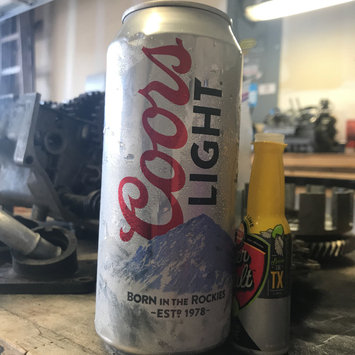 Coors
LIGHT
BORN IN THE ROCKIES
-ESTD 1978-
TX